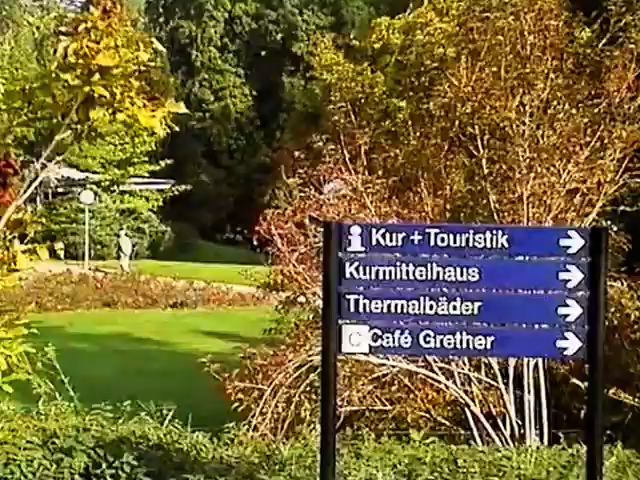 i Kur + Touristik
Kurmittelhaus
Thermalbäder
C Café Grether